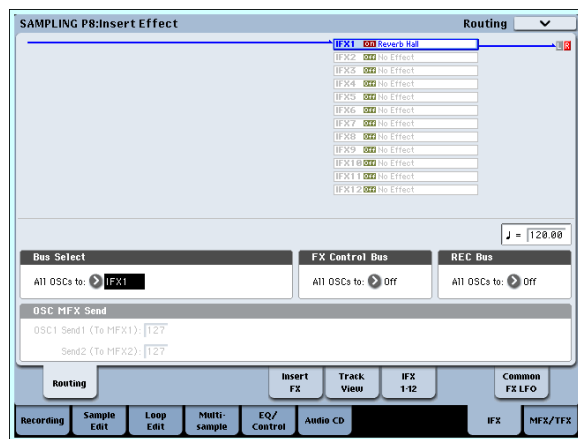 SAMPLING P8:Insert Effect Routing
IFX1 On Reverb Hall L R
IFX2 Off No Effect
IFX3 Off No Effect
IFX4 Off No Effect
IFX5 Off No Effect
IFX6 Off No Effect
IFX7 Off No Effect
IFX8 Off No Effect
IFX9 Off No Effect
IFX10 Off No Effect
IFX11 Off No Effect
IFX12 Off No Effect
♩ = 120.00
Bus Select FX Control Bus REC Bus
All OSCs to: IFX1 All OSCs to: Off All OSCs to: Off
OSC MFX Send
OSC1 Send1 (To MFX1): 127
Send2 (To MFX2): 127
Routing Insert FX Track View IFX 1-12 Common FX LFO
Recording Sample Edit Loop Edit Multi-sample EQ/Control Audio CD IFX MFX/TFX